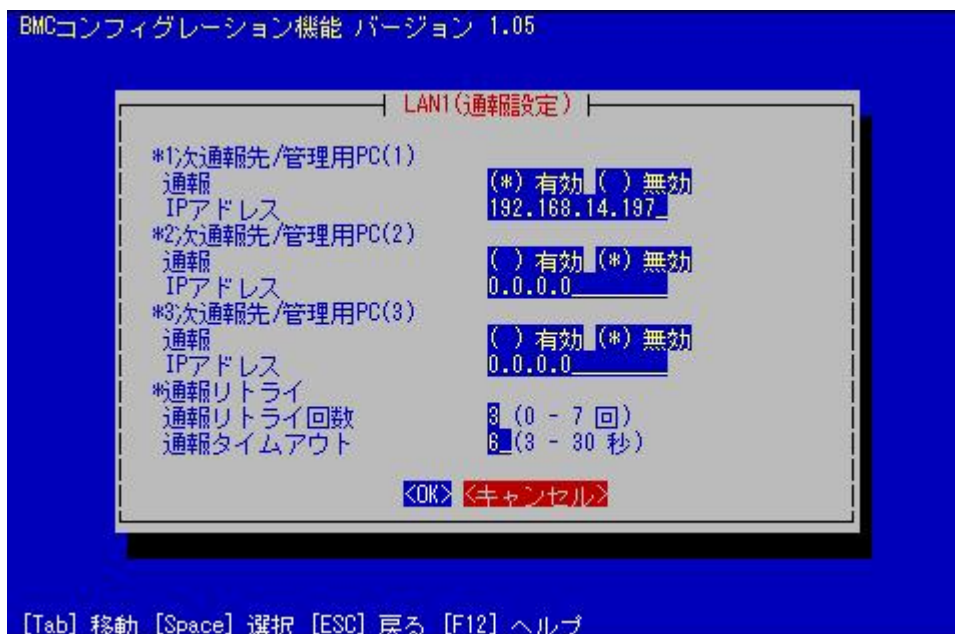 BMCコンフィグレーション機能 バージョン 1.05
LAN1(通報設定)
*1次通報先/管理用PC(1)
通報 (*) 有効 ( ) 無効
IPアドレス 192.168.14.197_
*2次通報先/管理用PC(2)
通報 ( ) 有効 (*) 無効
IPアドレス 0.0.0.0________
*3次通報先/管理用PC(3)
通報 ( ) 有効 (*) 無効
IPアドレス 0.0.0.0________
*通報リトライ
通報リトライ回数 3 (0 - 7 回)
通報タイムアウト 6_(3 - 30 秒)
<OK> <キャンセル>
[Tab] 移動 [Space] 選択 [ESC] 戻る [F12] ヘルプ